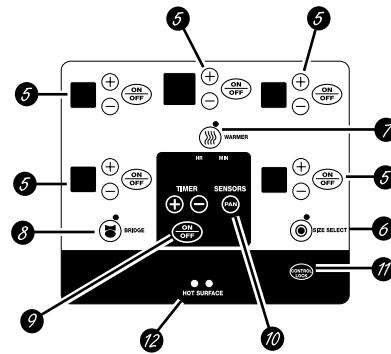 5
5
5
+
ON
OFF
−
+
ON
OFF
−
+
ON
OFF
−
WARMER
7
HR MIN
5
+
ON
OFF
−
TIMER
+ −
SENSORS
PAN
+
ON
OFF
−
5
8
BRIDGE
ON
OFF
SIZE SELECT
6
CONTROL
LOCK
11
HOT SURFACE
9
12
10